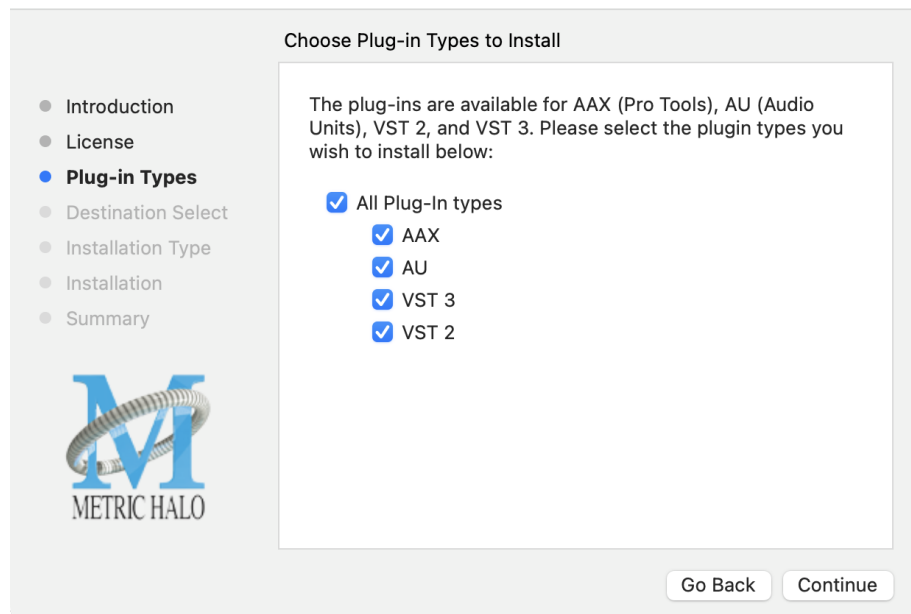 Choose Plug-in Types to Install
Introduction
License
Plug-in Types
Destination Select
Installation Type
Installation
Summary
METRIC HALO
The plug-ins are available for AAX (Pro Tools), AU (Audio
Units), VST 2, and VST 3. Please select the plugin types you
wish to install below:
All Plug-In types
AAX
AU
VST 3
VST 2
Go Back
Continue